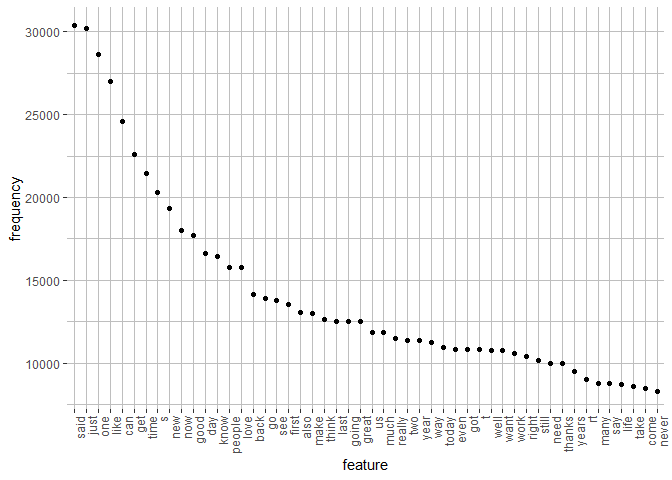 30000
25000
20000
15000
10000
frequency
said
just
one
like
can
get
time
s
new
now
good
day
know
people
love
back
go
see
first
also
make
think
last
going
great
us
much
really
two
year
way
today
even
got
t
well
want
work
right
still
need
thanks
years
rt
many
say
life
take
come
never
feature